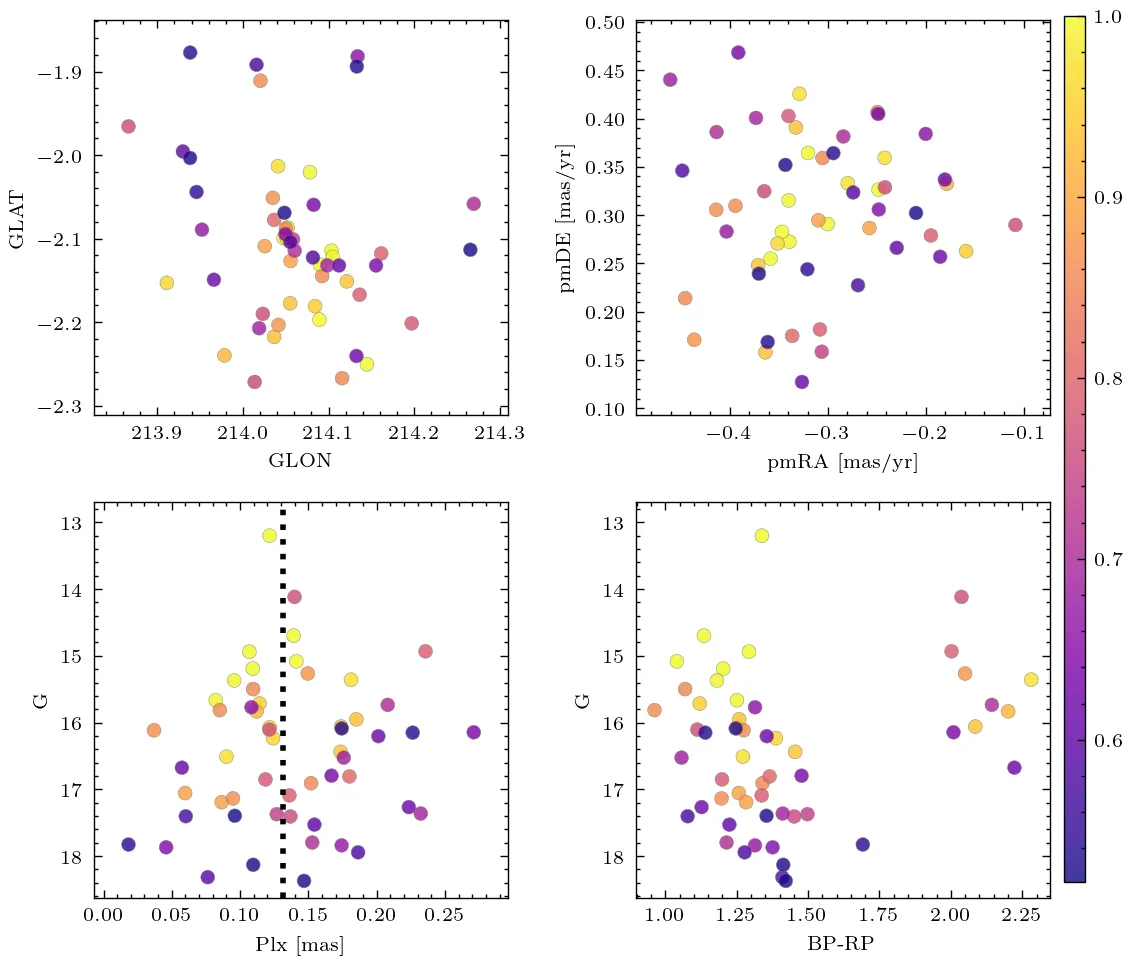 −1.9
−2.0
−2.1
−2.2
−2.3
GLAT
213.9 214.0 214.1 214.2 214.3
GLON
0.50
0.45
0.40
0.35
0.30
0.25
0.20
0.15
0.10
pmDE [mas/yr]
−0.4 −0.3 −0.2 −0.1
pmRA [mas/yr]
1.0
0.9
0.8
0.7
0.6
13
14
15
16
17
18
G
0.00 0.05 0.10 0.15 0.20 0.25
Plx [mas]
13
14
15
16
17
18
G
1.00 1.25 1.50 1.75 2.00 2.25
BP-RP